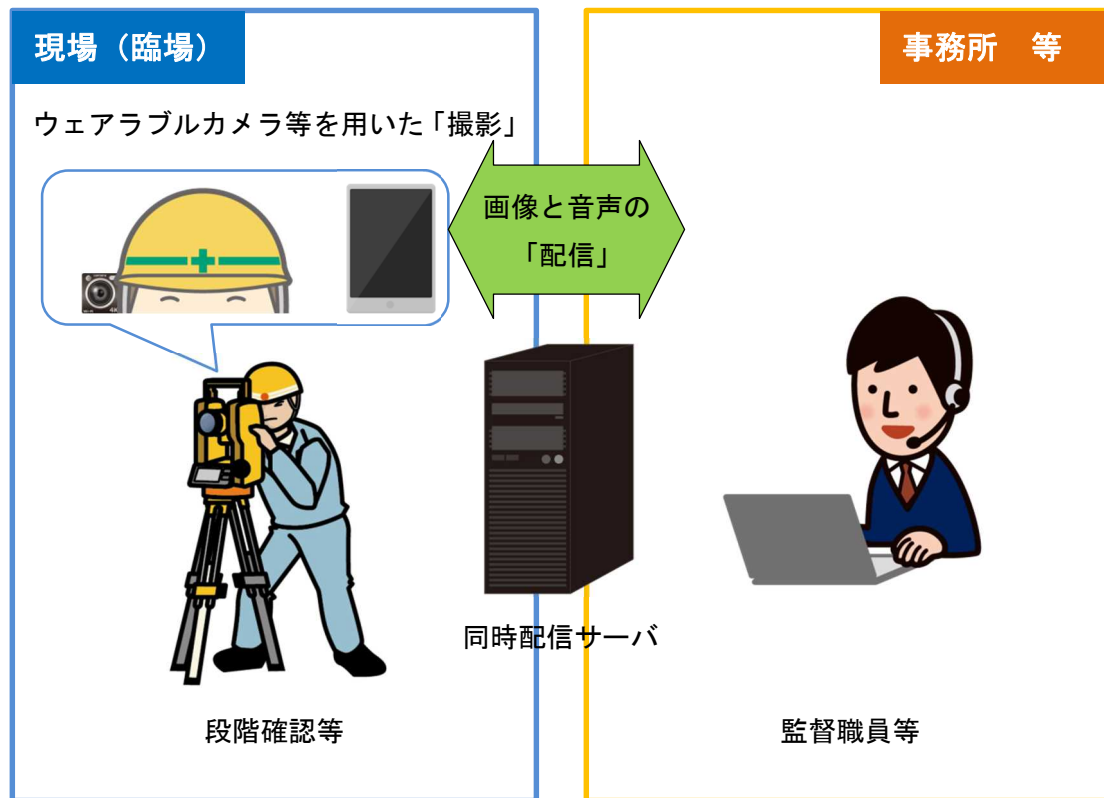 現場（臨場）
事務所　等
ウェアラブルカメラ等を用いた「撮影」
画像と音声の
「配信」
同時配信サーバ
段階確認等
監督職員等